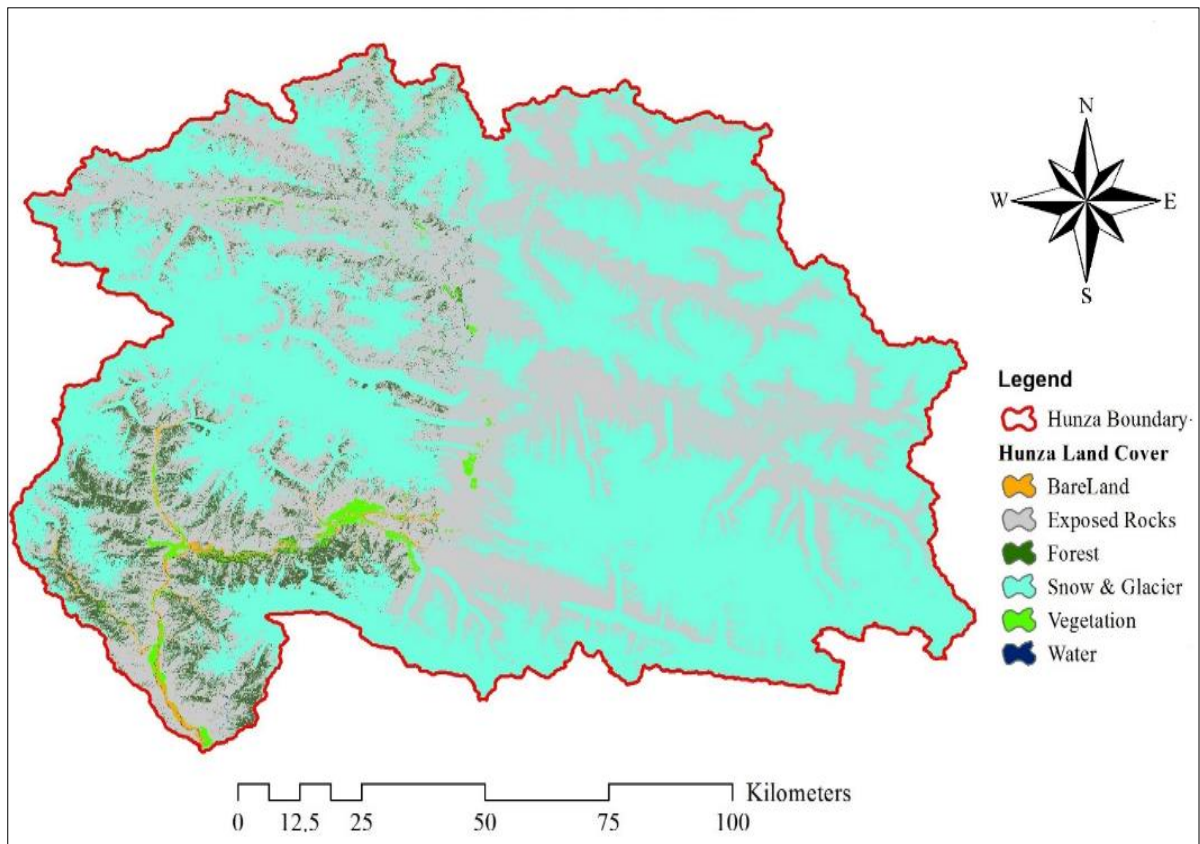 N
W E
S
Legend
Hunza Boundary
Hunza Land Cover
BareLand
Exposed Rocks
Forest
Snow & Glacier
Vegetation
Water
Kilometers
0 12,5 25 50 75 100